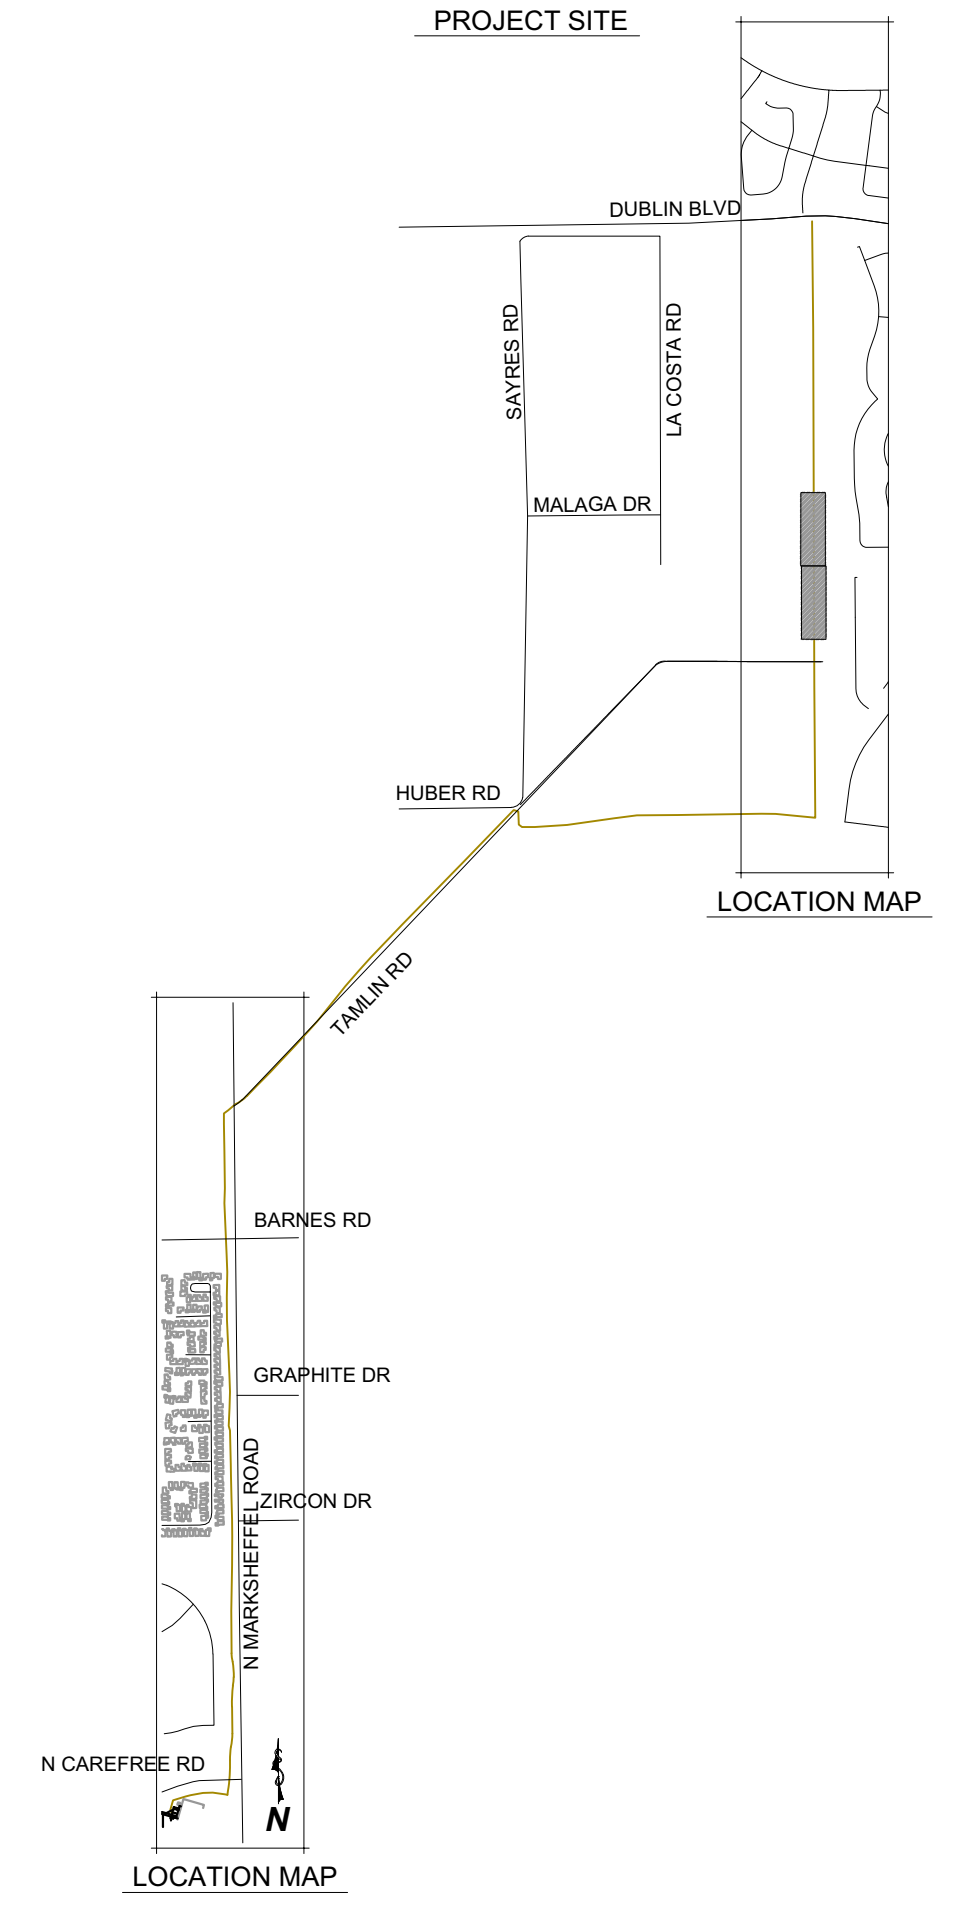 PROJECT SITE
DUBLIN BLVD
SAYRES RD
LA COSTA RD
MALAGA DR
HUBER RD
LOCATION MAP
TAMLIN RD
BARNES RD
GRAPHITE DR
N MARKSHEFFEL ROAD
ZIRCON DR
N CAREFREE RD
N
LOCATION MAP